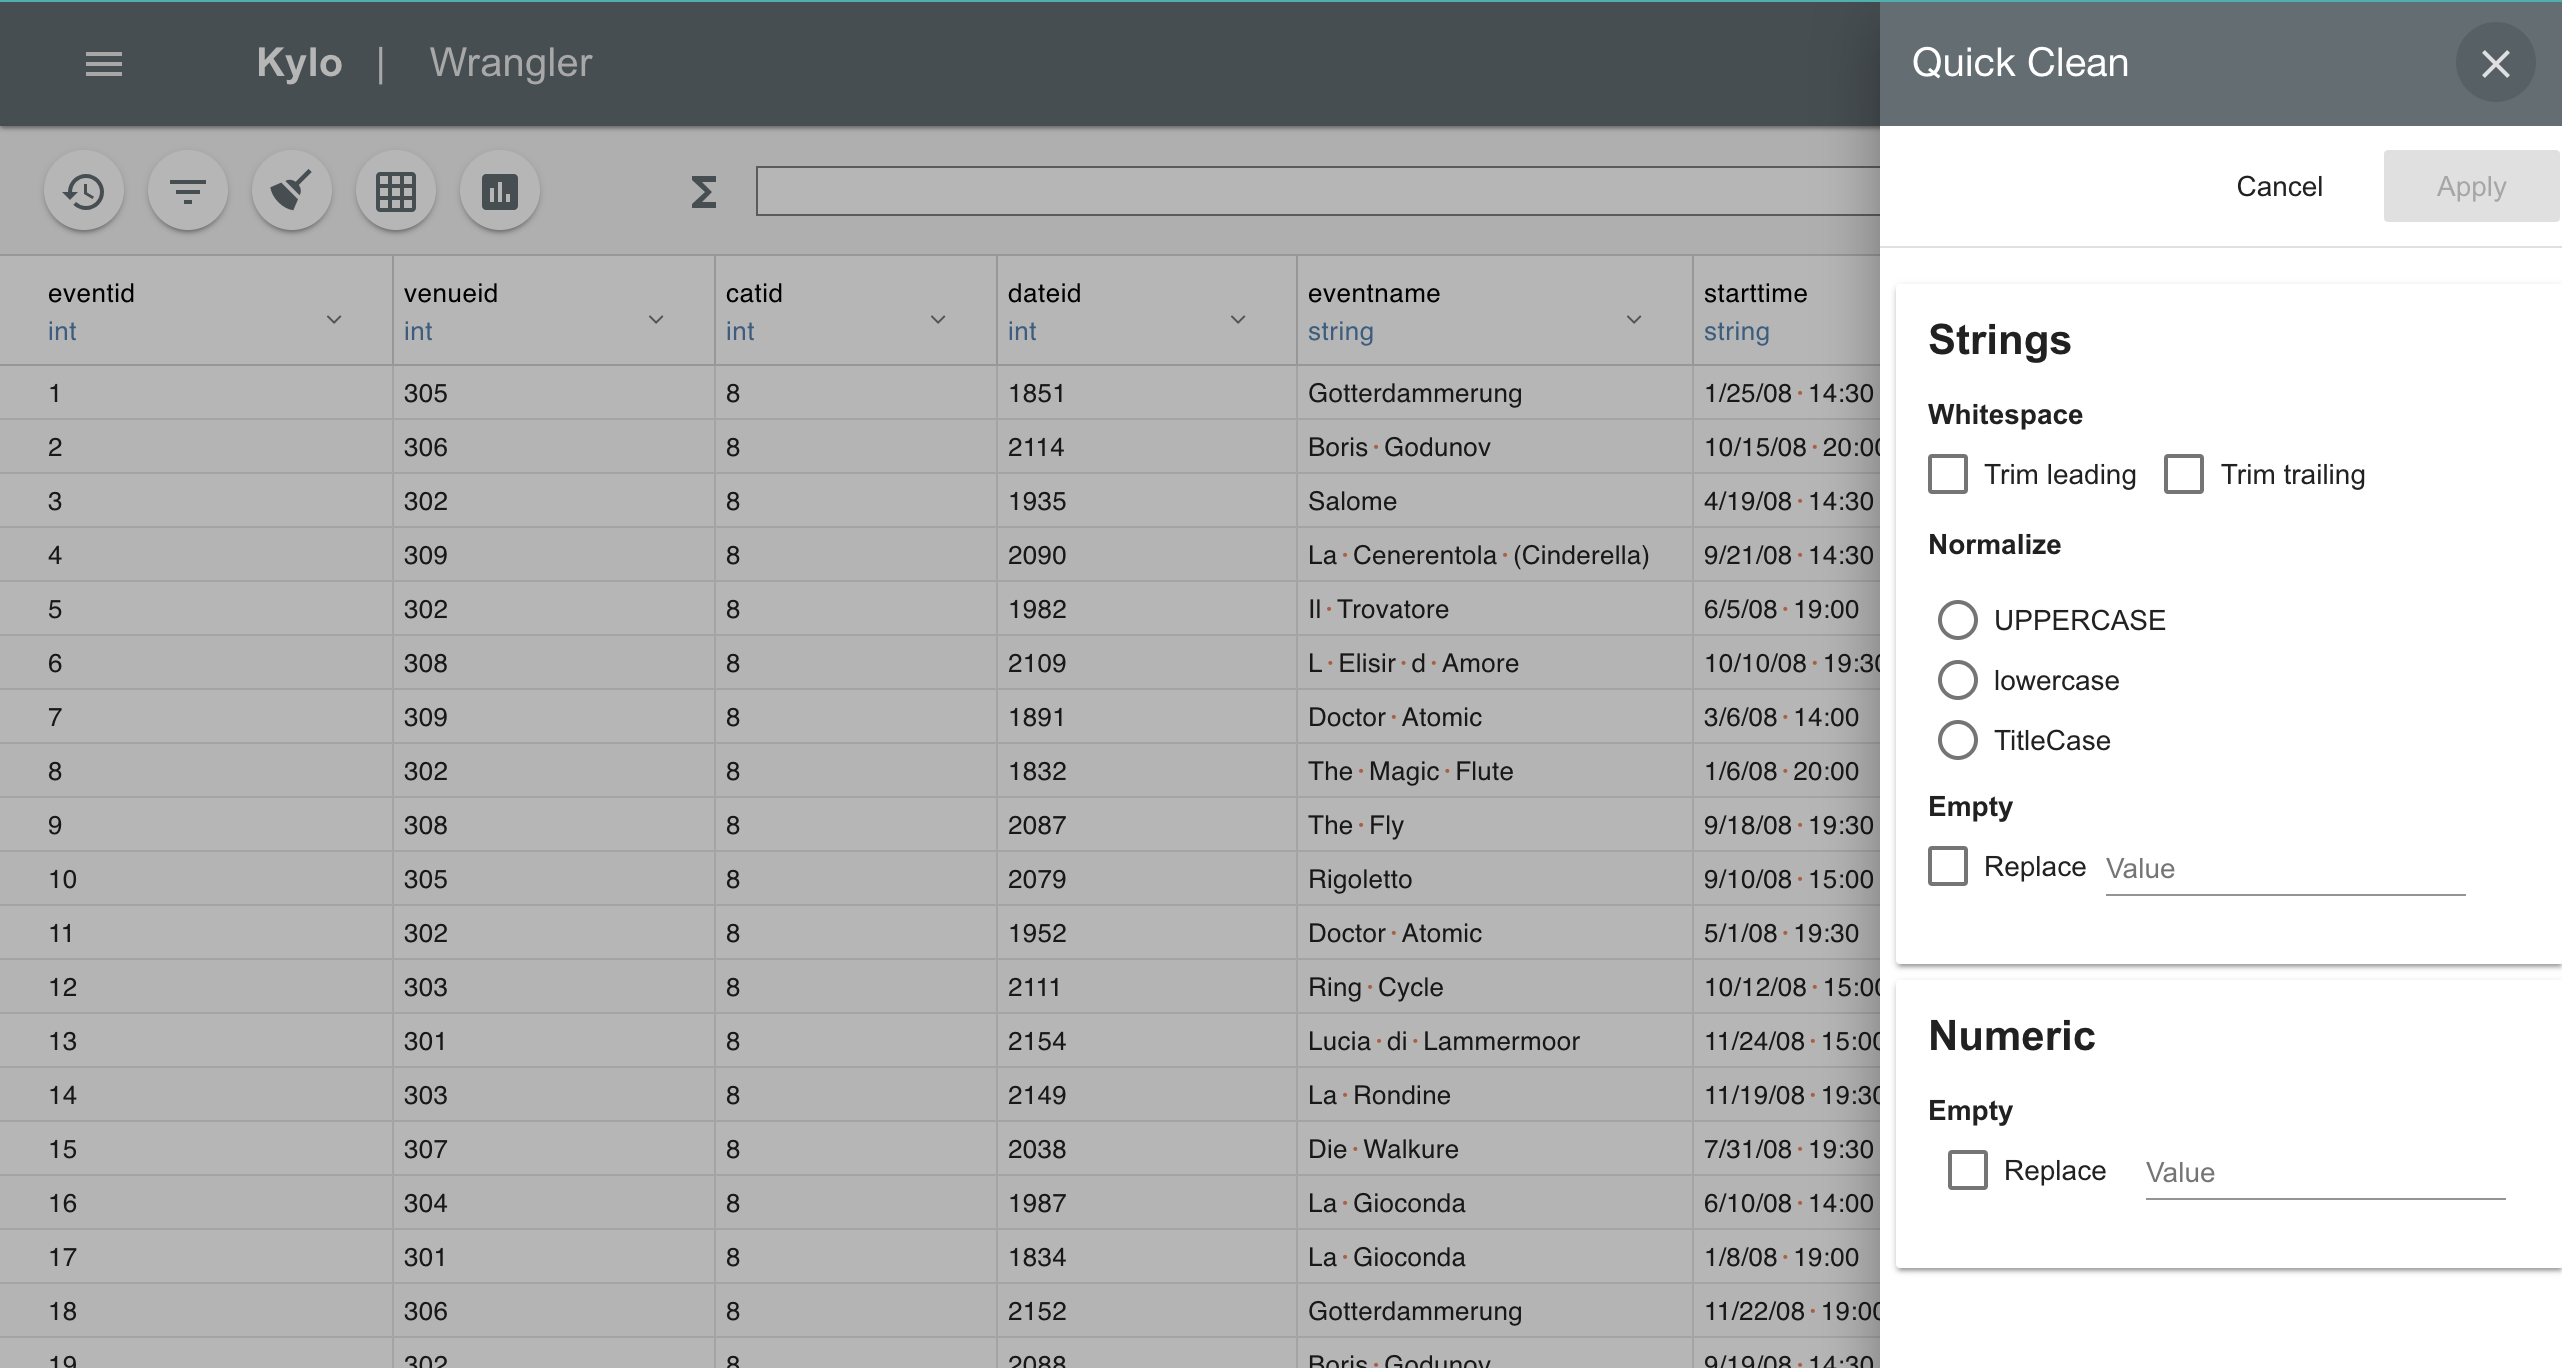 Kylo | Wrangler
Quick Clean
Cancel Apply
Σ
eventid venueid catid dateid eventname starttime
int int int int string string
1 305 8 1851 Gotterdammerung 1/25/08·14:30
2 306 8 2114 Boris·Godunov 10/15/08·20:00
3 302 8 1935 Salome 4/19/08·14:30
4 309 8 2090 La·Cenerentola·(Cinderella) 9/21/08·14:30
5 302 8 1982 Il·Trovatore 6/5/08·19:00
6 308 8 2109 L·Elisir·d·Amore 10/10/08·19:30
7 309 8 1891 Doctor·Atomic 3/6/08·14:00
8 302 8 1832 The·Magic·Flute 1/6/08·20:00
9 308 8 2087 The·Fly 9/18/08·19:30
10 305 8 2079 Rigoletto 9/10/08·15:00
11 302 8 1952 Doctor·Atomic 5/1/08·19:30
12 303 8 2111 Ring·Cycle 10/12/08·15:00
13 301 8 2154 Lucia·di·Lammermoor 11/24/08·15:00
14 303 8 2149 La·Rondine 11/19/08·19:30
15 307 8 2038 Die·Walkure 7/31/08·19:30
16 304 8 1987 La·Gioconda 6/10/08·14:00
17 301 8 1834 La·Gioconda 1/8/08·19:00
18 306 8 2152 Gotterdammerung 11/22/08·19:00
19 302 8 2088 Boris·Godunov 9/19/08·14:30
Strings
Whitespace
Trim leading Trim trailing
Normalize
UPPERCASE
lowercase
TitleCase
Empty
Replace Value
Numeric
Empty
Replace Value